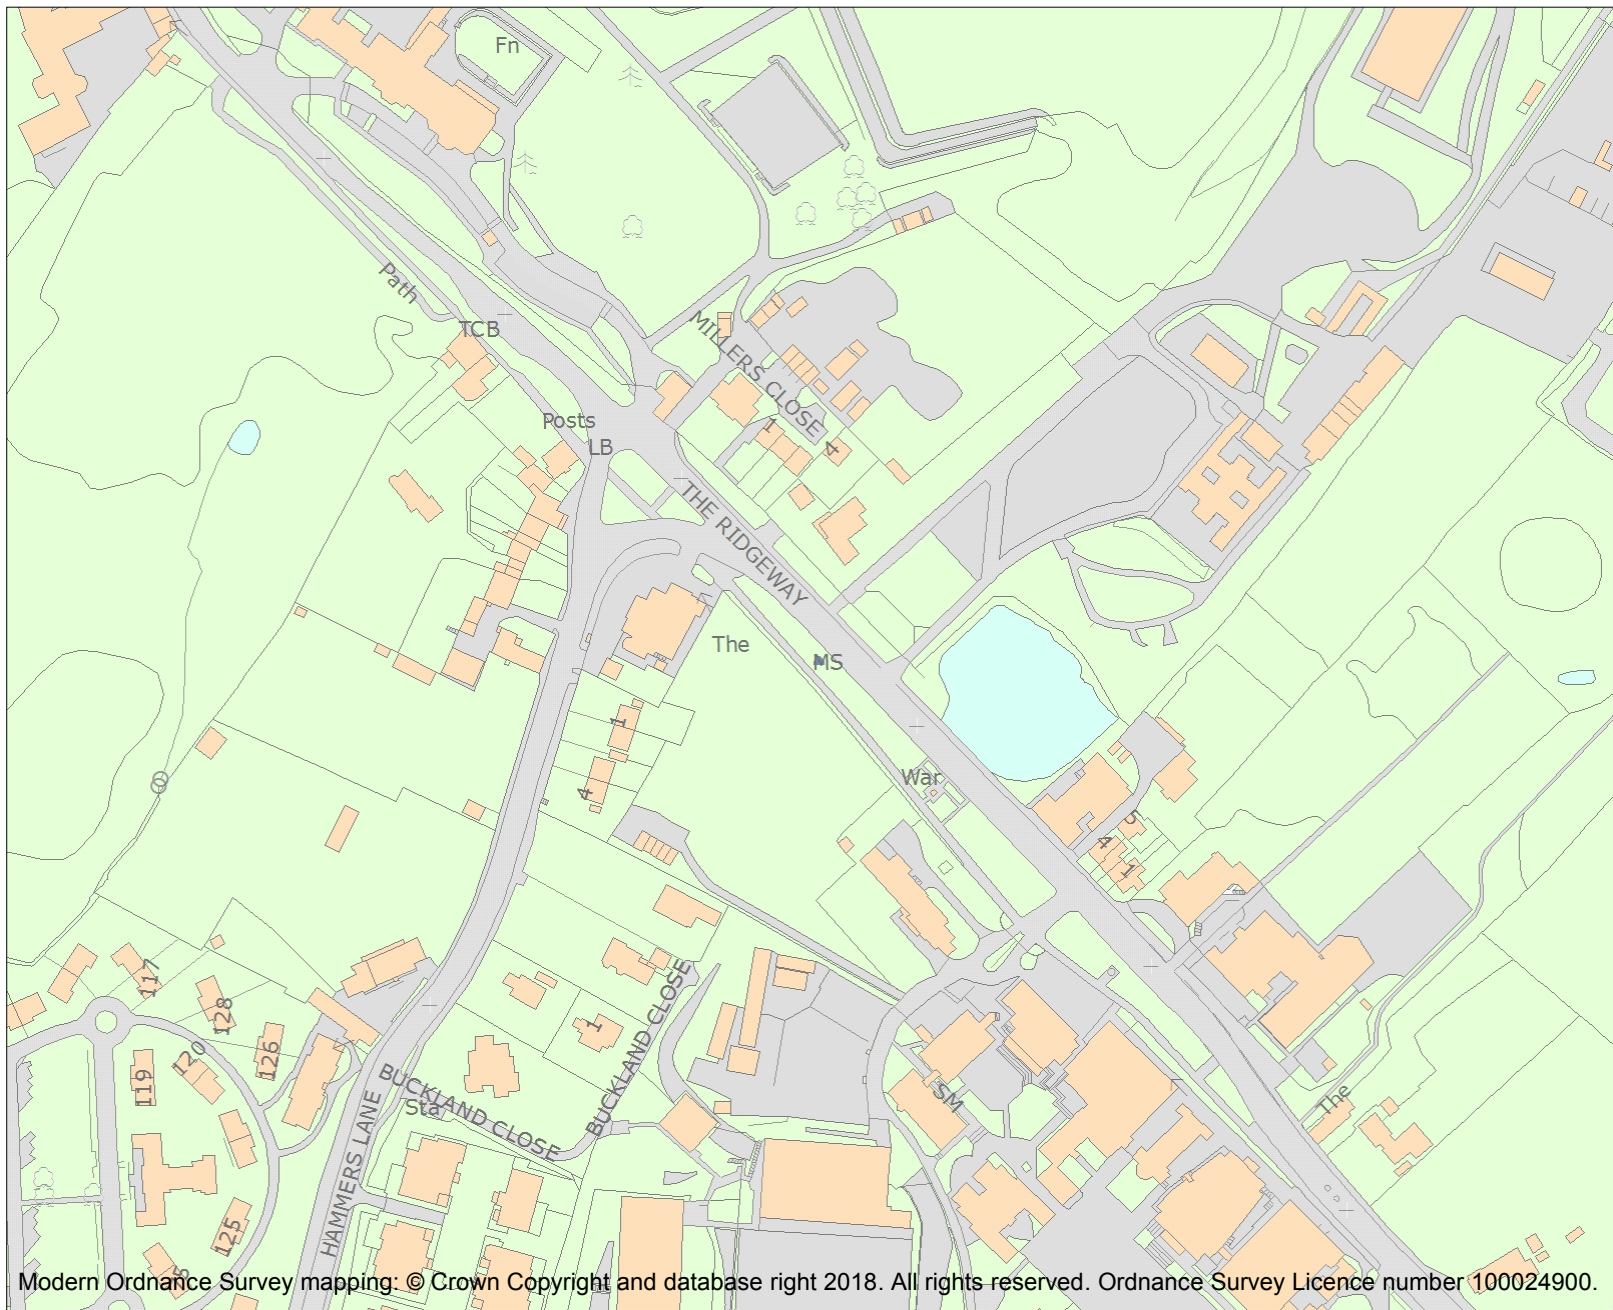 Fn
Path
TCB
MILLERS CLOSE
1
4
Posts
LB
THE RIDGEWAY
The
MS
1
4
War
5
4
1
117
128
120
126
119
125
1
BUCKLAND CLOSE
BUCKLAND CLOSE
Sta
HAMMERS LANE
SM
The
Modern Ordnance Survey mapping: © Crown Copyright and database right 2018. All rights reserved. Ordnance Survey Licence number 100024900.